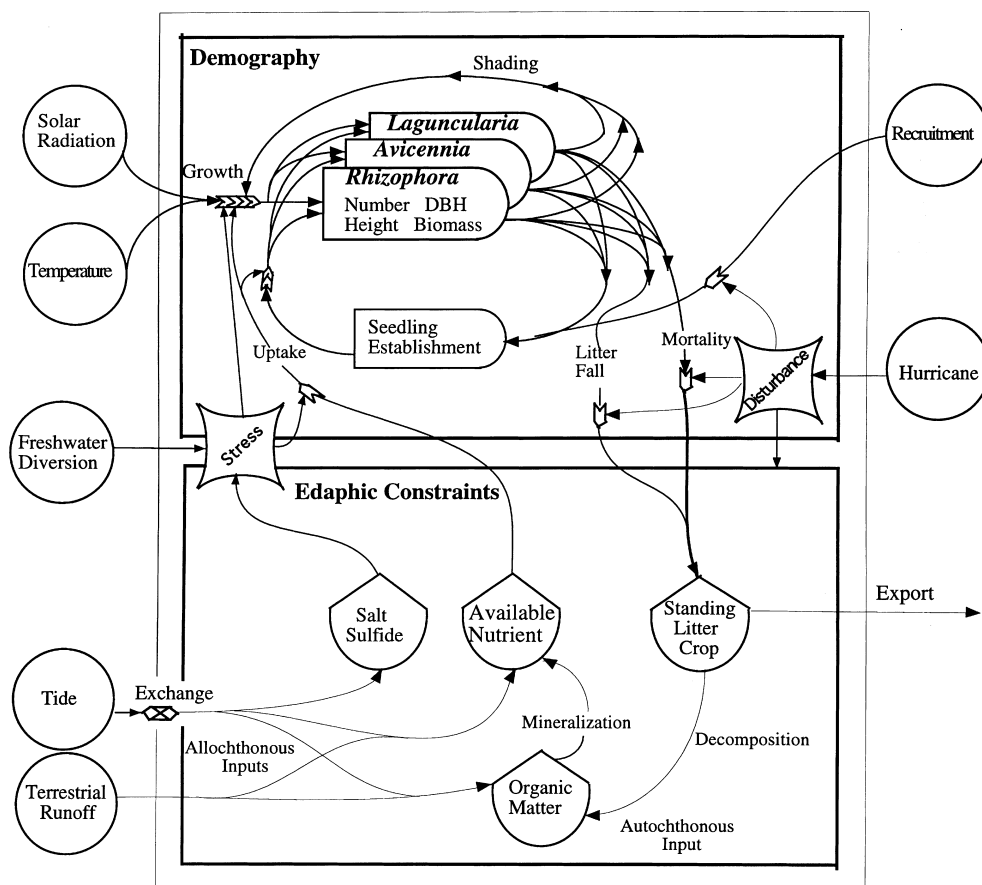 Demography
Shading
Solar
Radiation
Recruitment
Laguncularia
Avicennia
Growth
Rhizophora
Number DBH
Height Biomass
Temperature
Seedling
Establishment
Uptake
Litter
Fall
Mortality
Disturbance
Hurricane
Freshwater
Diversion
Stress
Edaphic Constraints
Salt
Sulfide
Available
Nutrient
Standing
Litter
Crop
Export
Tide
Exchange
Allochthonous
Inputs
Mineralization
Decomposition
Terrestrial
Runoff
Organic
Matter
Autochthonous
Input